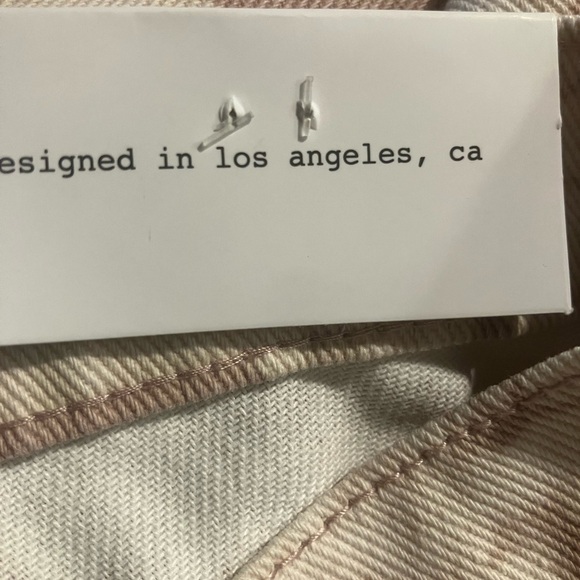 esigned in los angeles, ca